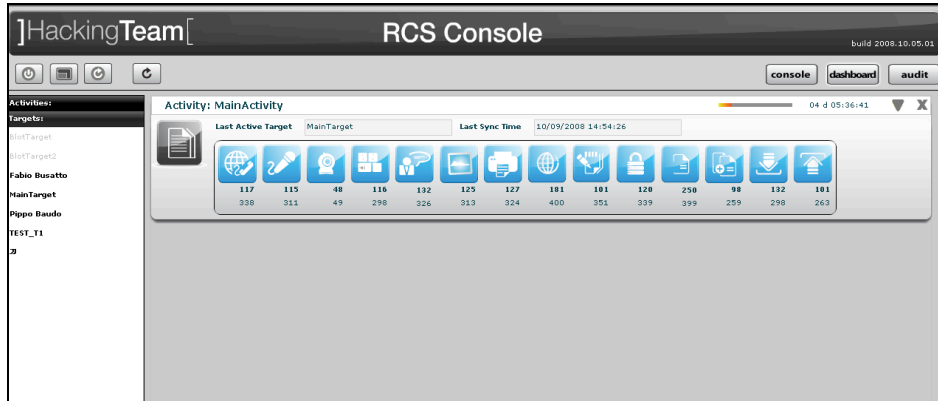 ]HackingTeam[
RCS Console
build 2008.10.05.01
console dashboard audit
Activities:
Targets:
BlotTarget
BlotTarget2
Fabio Busatto
MainTarget
Pippo Baudo
TEST_T1
Activity: MainActivity
04 d 05:36:41
Last Active Target MainTarget Last Sync Time 10/09/2008 14:54:26
117 115 48 116 132 125 127 181 101 120 250 98 132 101
338 311 49 298 326 313 324 400 351 339 399 259 298 263